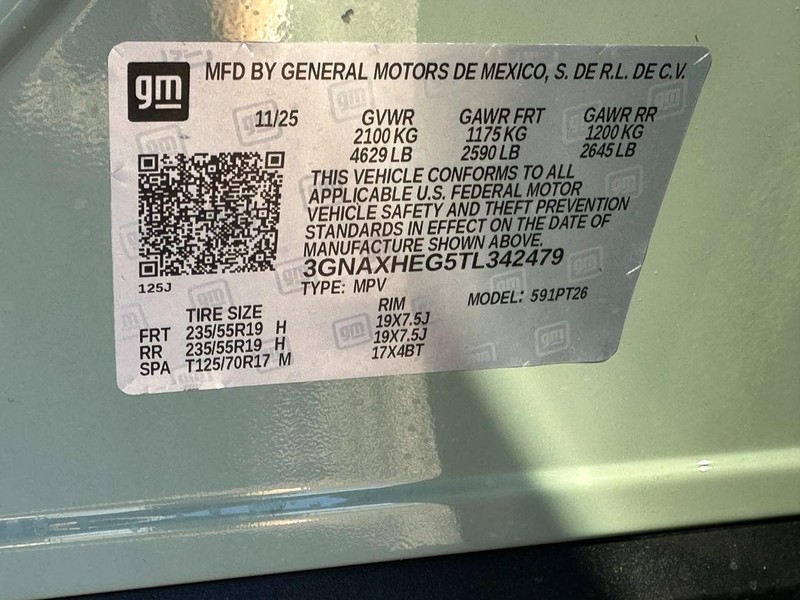 gm MFD BY GENERAL MOTORS DE MEXICO, S. DE R.L. DE C.V.
11/25 GVWR GAWR FRT GAWR RR
2100 KG 1175 KG 1200 KG
4629 LB 2590 LB 2645 LB
THIS VEHICLE CONFORMS TO ALL
APPLICABLE U.S. FEDERAL MOTOR
VEHICLE SAFETY AND THEFT PREVENTION
STANDARDS IN EFFECT ON THE DATE OF
MANUFACTURE SHOWN ABOVE.
3GNAXHEG5TL342479
125J TYPE: MPV MODEL: 591PT26
TIRE SIZE RIM
FRT 235/55R19 H 19X7.5J
RR 235/55R19 H 19X7.5J
SPA T125/70R17 M 17X4BT